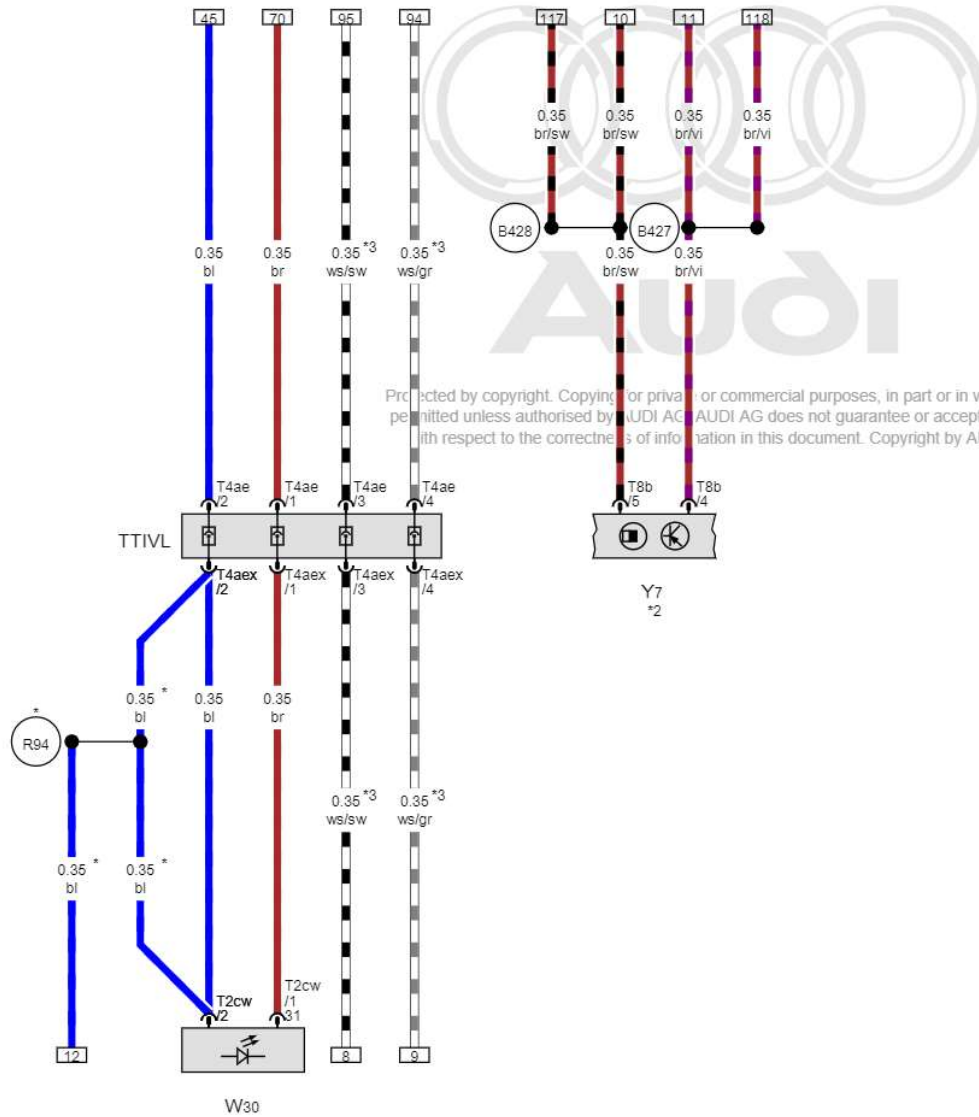 45 70 95 94 117 10 11 118
0.35 0.35 0.35 0.35
br/sw br/sw br/vi br/vi
B428 B427
0.35 0.35 0.35 *3 0.35 *3 0.35 0.35
bl br ws/sw ws/gr br/sw br/vi
Audi
Pro ected by copyright. Copying or priva or commercial purposes, in part or in w
pe mitted unless authorised by AUDI AG. AUDI AG does not guarantee or accep
ith respect to the correctne s of info mation in this document. Copyright by A
T4ae T4ae T4ae T4ae T8b T8b
/2 /1 /3 /4 /5 /4
TTIVL
T4aex T4aex T4aex T4aex
/2 /1 /3 /4
Y7
*2
0.35 * 0.35 0.35
bl bl br
*
R94
0.35 *3 0.35 *3
ws/sw ws/gr
0.35 * 0.35 *
bl bl
T2cw T2cw
/2 /1
31
12 8 9
W30